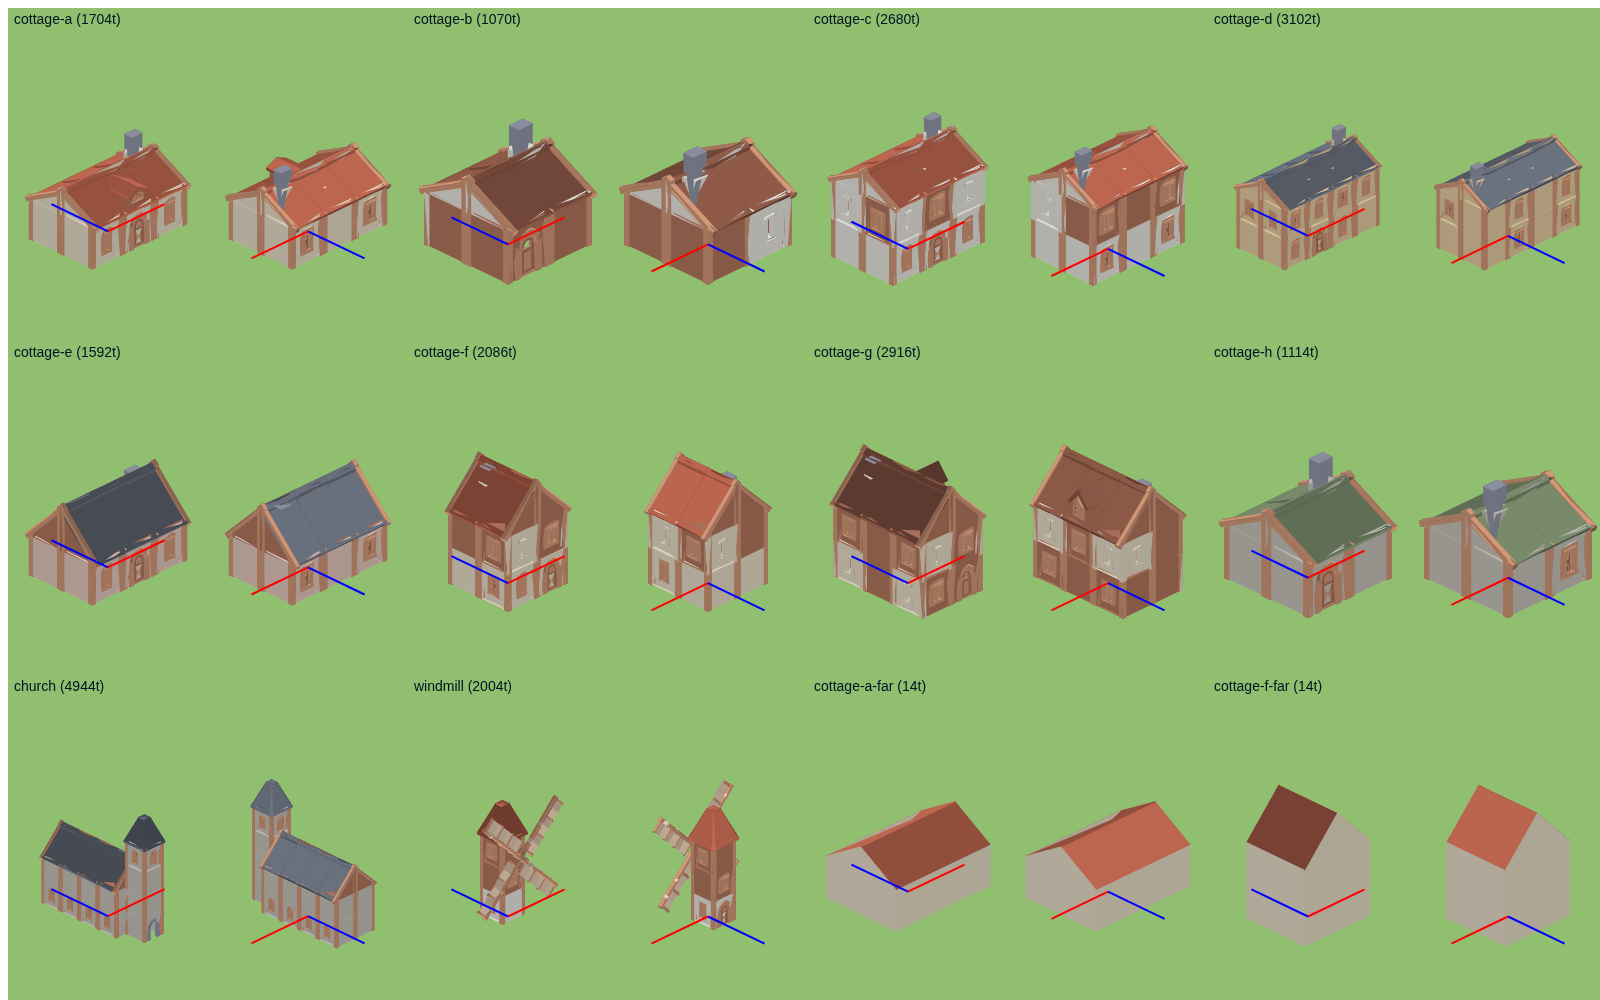 cottage-a (1704t)
cottage-b (1070t)
cottage-c (2680t)
cottage-d (3102t)
cottage-e (1592t)
cottage-f (2086t)
cottage-g (2916t)
cottage-h (1114t)
church (4944t)
windmill (2004t)
cottage-a-far (14t)
cottage-f-far (14t)